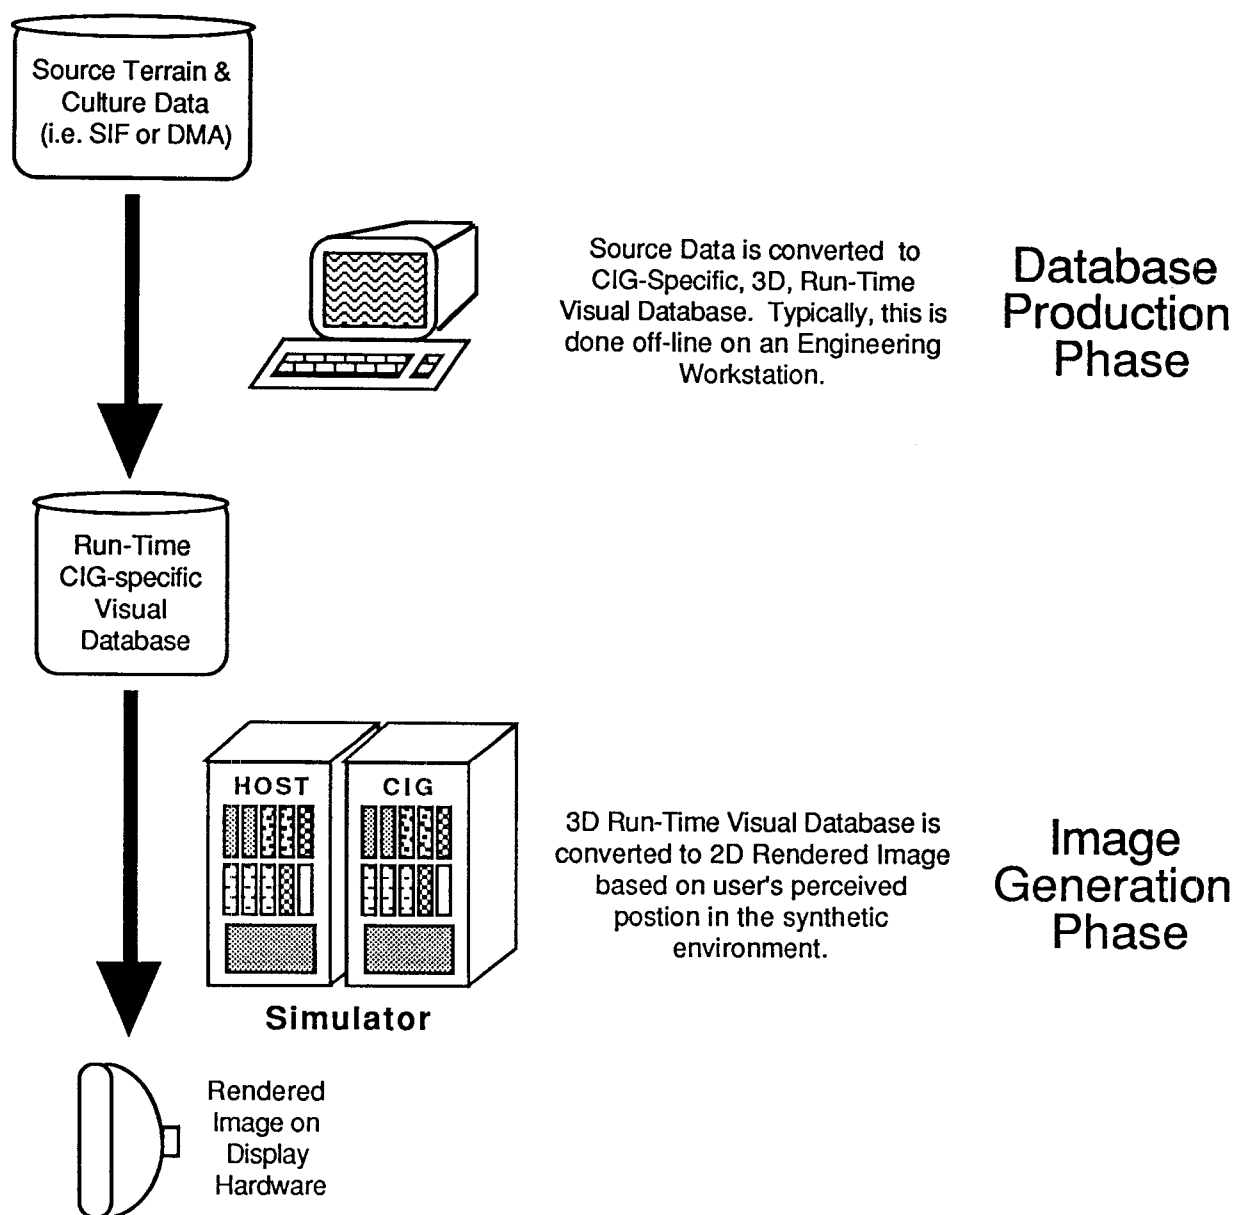 Source Terrain &
Culture Data
(i.e. SIF or DMA)
Source Data is converted to
CIG-Specific, 3D, Run-Time
Visual Database. Typically, this is
done off-line on an Engineering
Workstation.
Database
Production
Phase
Run-Time
CIG-specific
Visual
Database
HOST
CIG
Simulator
3D Run-Time Visual Database is
converted to 2D Rendered Image
based on user's perceived
postion in the synthetic
environment.
Image
Generation
Phase
Rendered
Image on
Display
Hardware